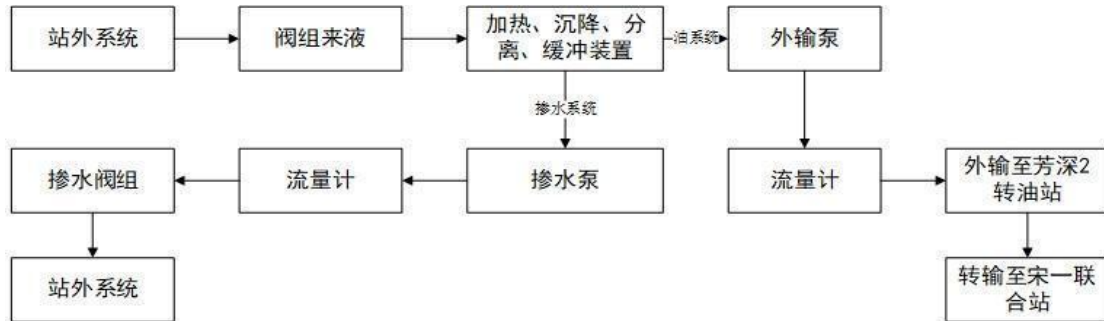 站外系统
阀组来液
加热、沉降、分
离、缓冲装置
油系统
外输泵
掺水系统
掺水阀组
流量计
掺水泵
流量计
外输至芳深2
转油站
站外系统
转输至宋一联
合站